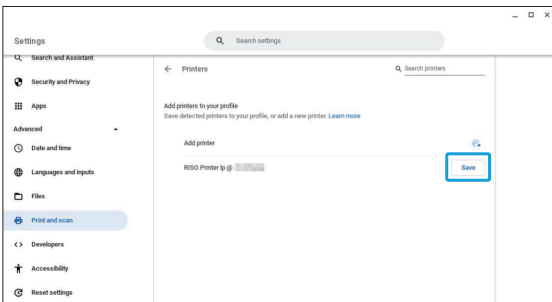 Settings
Search settings
Search and Assistant
Security and Privacy
Apps
Advanced
Date and time
Languages and inputs
Files
Print and scan
Developers
Accessibility
Reset settings
Printers
Search printers
Add printers to your profile
Save detected printers to your profile, or add a new printer. Learn more
Add printer
RISO Printer lp @
Save